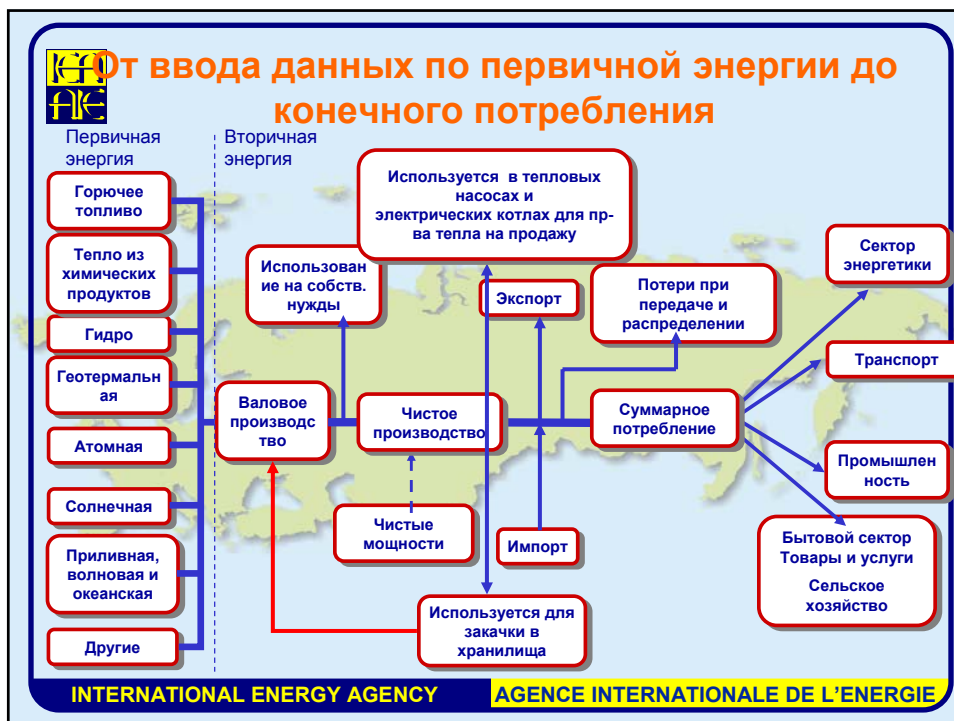 От ввода данных по первичной энергии до
конечного потребления
Первичная
энергия
Вторичная
энергия
Горючее
топливо
Тепло из
химических
продуктов
Гидро
Геотермальн
ая
Атомная
Солнечная
Приливная,
волновая и
океанская
Другие
Используется в тепловых
насосах и
электрических котлах для пр-
ва тепла на продажу
Использован
ие на собств.
нужды
Экспорт
Потери при
передаче и
распределении
Валовое
производс
тво
Чистое
производство
Суммарное
потребление
Чистые
мощности
Импорт
Используется для
закачки в
хранилища
Сектор
энергетики
Транспорт
Промышлен
ность
Бытовой сектор
Товары и услуги
Сельское
хозяйство
INTERNATIONAL ENERGY AGENCY
AGENCE INTERNATIONALE DE L'ENERGIE